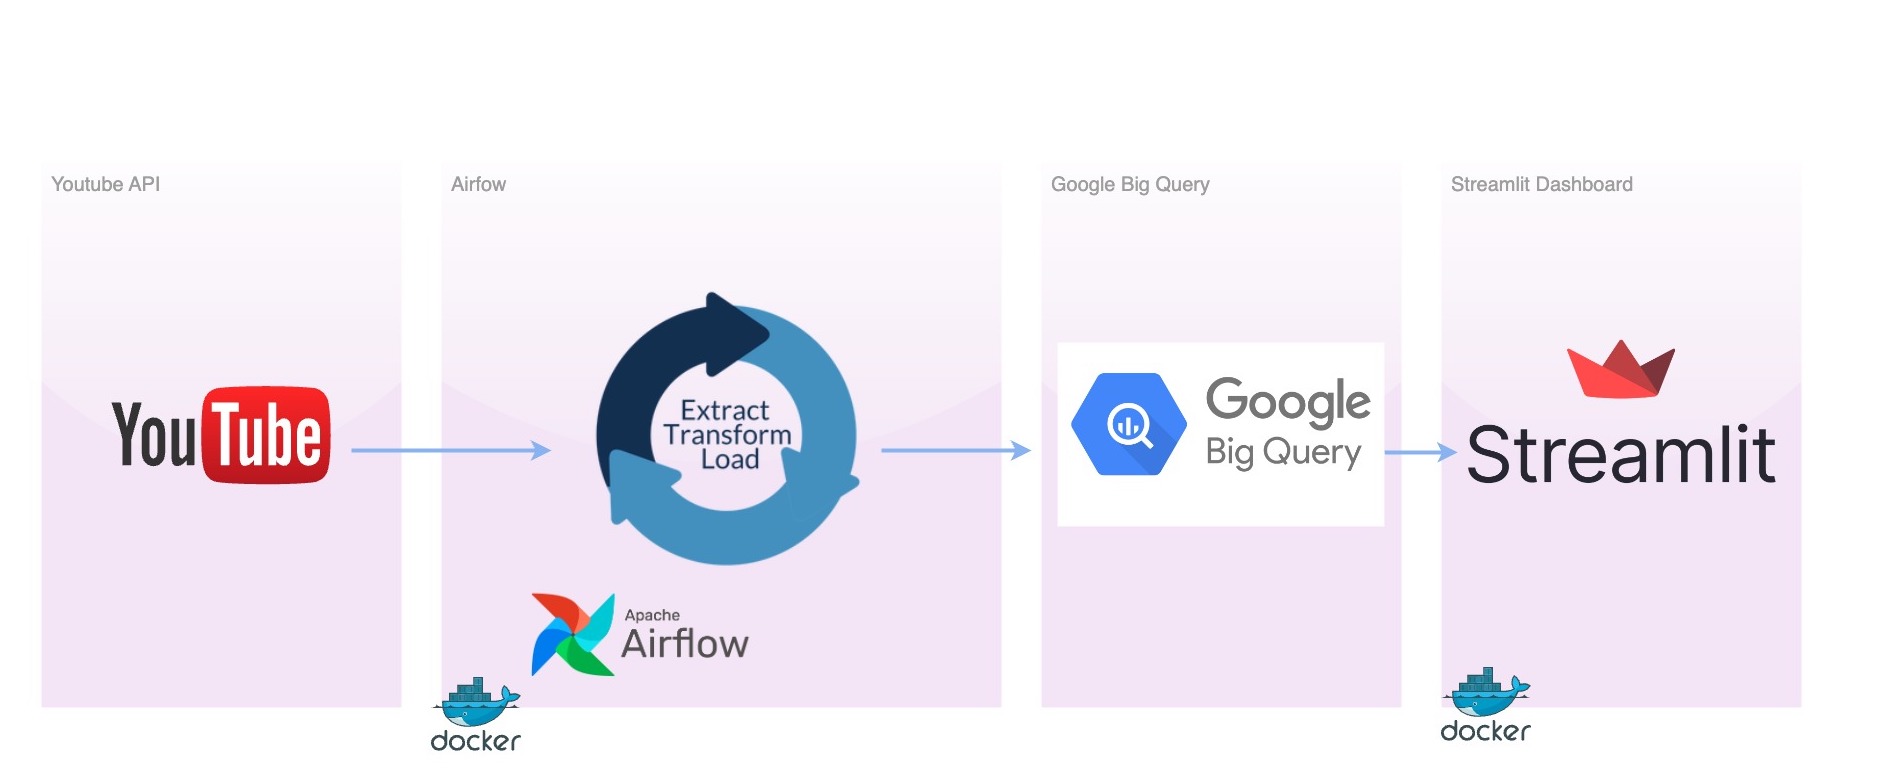 Youtube API
YouTube
Airfow
Extract
Transform
Load
Apache
Airflow
docker
Google Big Query
Google
Big Query
Streamlit Dashboard
Streamlit
docker